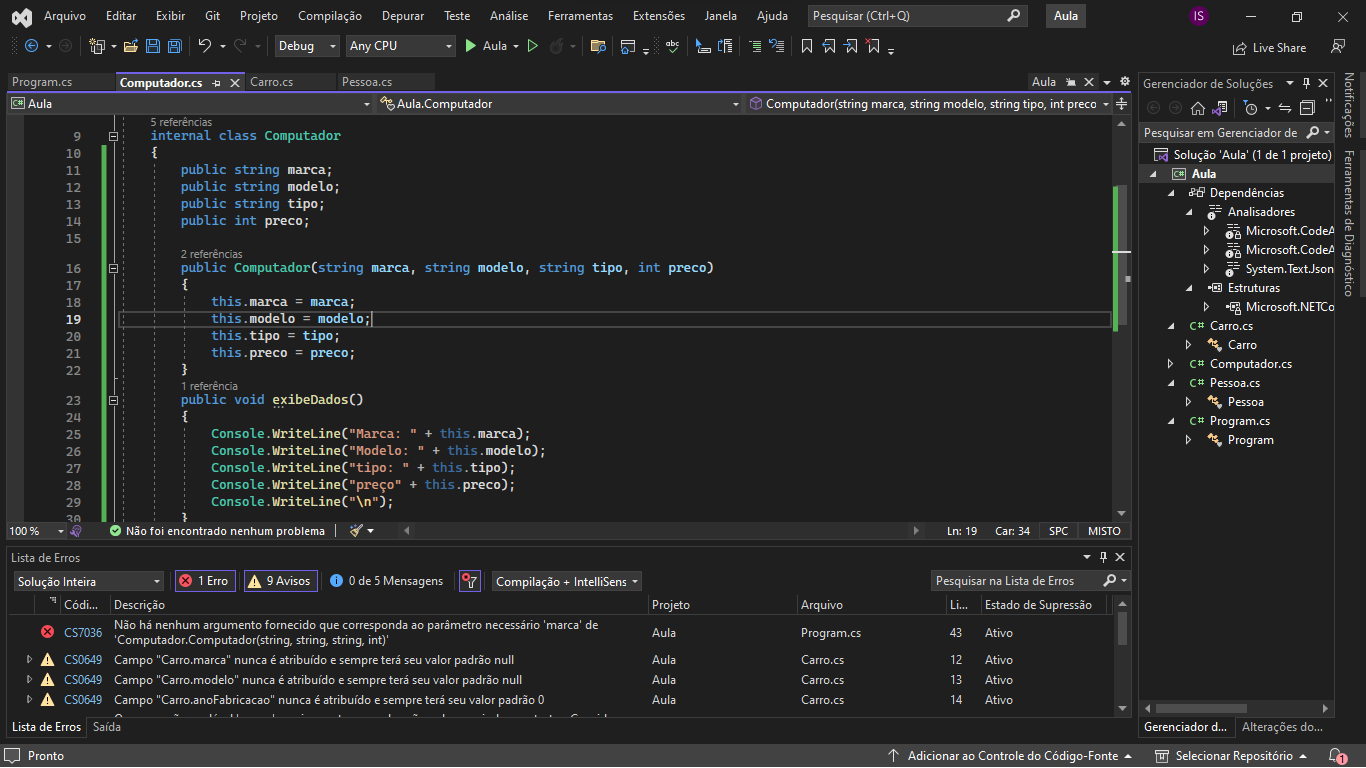 Arquivo Editar Exibir Git Projeto Compilação Depurar Teste Análise Ferramentas Extensões Janela Ajuda Pesquisar (Ctrl+Q) Aula IS
Debug Any CPU Aula Live Share
Program.cs Computador.cs Carro.cs Pessoa.cs Aula
Aula Aula.Computador Computador(string marca, string modelo, string tipo, int preco
5 referências
9 internal class Computador
10 {
11 public string marca;
12 public string modelo;
13 public string tipo;
14 public int preco;
15
2 referências
16 public Computador(string marca, string modelo, string tipo, int preco)
17 {
18 this.marca = marca;
19 this.modelo = modelo;
20 this.tipo = tipo;
21 this.preco = preco;
22 }
1 referência
23 public void exibeDados()
24 {
25 Console.WriteLine("Marca: " + this.marca);
26 Console.WriteLine("Modelo: " + this.modelo);
27 Console.WriteLine("tipo: " + this.tipo);
28 Console.WriteLine("preço" + this.preco);
29 Console.WriteLine("\n");
30 }
100 % Não foi encontrado nenhum problema Ln: 19 Car: 34 SPC MISTO
Gerenciador de Soluções
Pesquisar em Gerenciador de
Solução 'Aula' (1 de 1 projeto)
Aula
Dependências
Analisadores
Microsoft.CodeA
Microsoft.CodeA
System.Text.Json
Estruturas
Microsoft.NETCo
Carro.cs
Carro
Computador.cs
Pessoa.cs
Pessoa
Program.cs
Program
Gerenciador d... Alterações do...
Notificações
Ferramentas de Diagnóstico
Lista de Erros
Solução Inteira 1 Erro 9 Avisos 0 de 5 Mensagens Compilação + IntelliSens Pesquisar na Lista de Erros
Códi... Descrição Projeto Arquivo Li... Estado de Supressão
CS7036 Não há nenhum argumento fornecido que corresponda ao parâmetro necessário 'marca' de Aula Program.cs 43 Ativo
'Computador.Computador(string, string, string, int)'
CS0649 Campo "Carro.marca" nunca é atribuído e sempre terá seu valor padrão null Aula Carro.cs 12 Ativo
CS0649 Campo "Carro.modelo" nunca é atribuído e sempre terá seu valor padrão null Aula Carro.cs 13 Ativo
CS0649 Campo "Carro.anoFabricacao" nunca é atribuído e sempre terá seu valor padrão 0 Aula Carro.cs 14 Ativo
Lista de Erros Saída
Pronto Adicionar ao Controle do Código-Fonte Selecionar Repositório 1